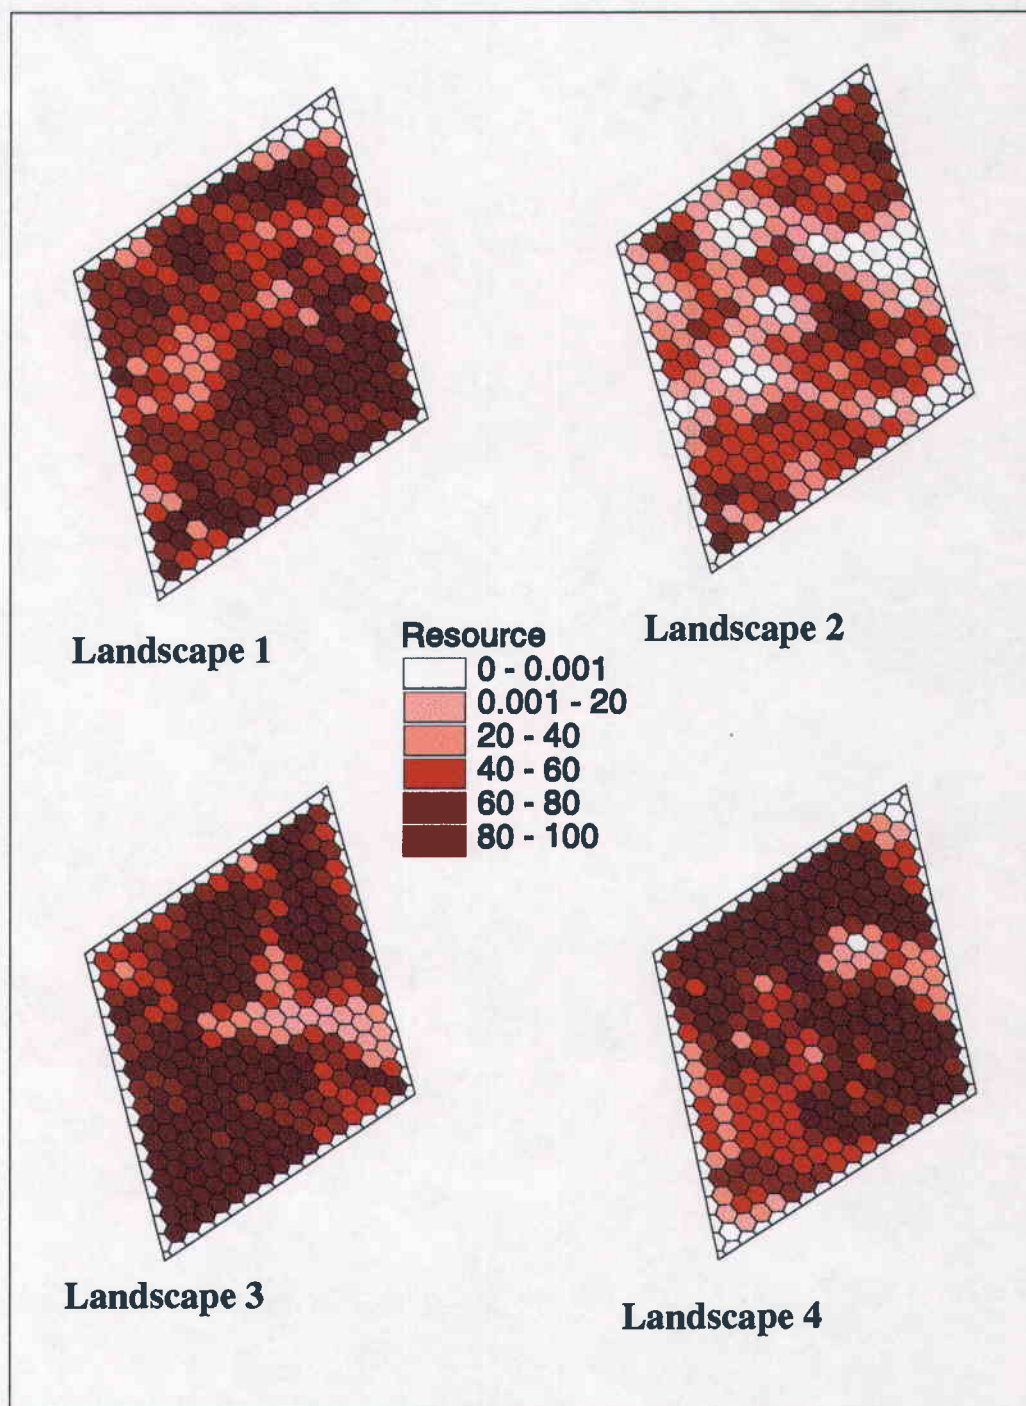 Landscape 1
Landscape 2
Resource
0 - 0.001
0.001 - 20
20 - 40
40 - 60
60 - 80
80 - 100
Landscape 3
Landscape 4